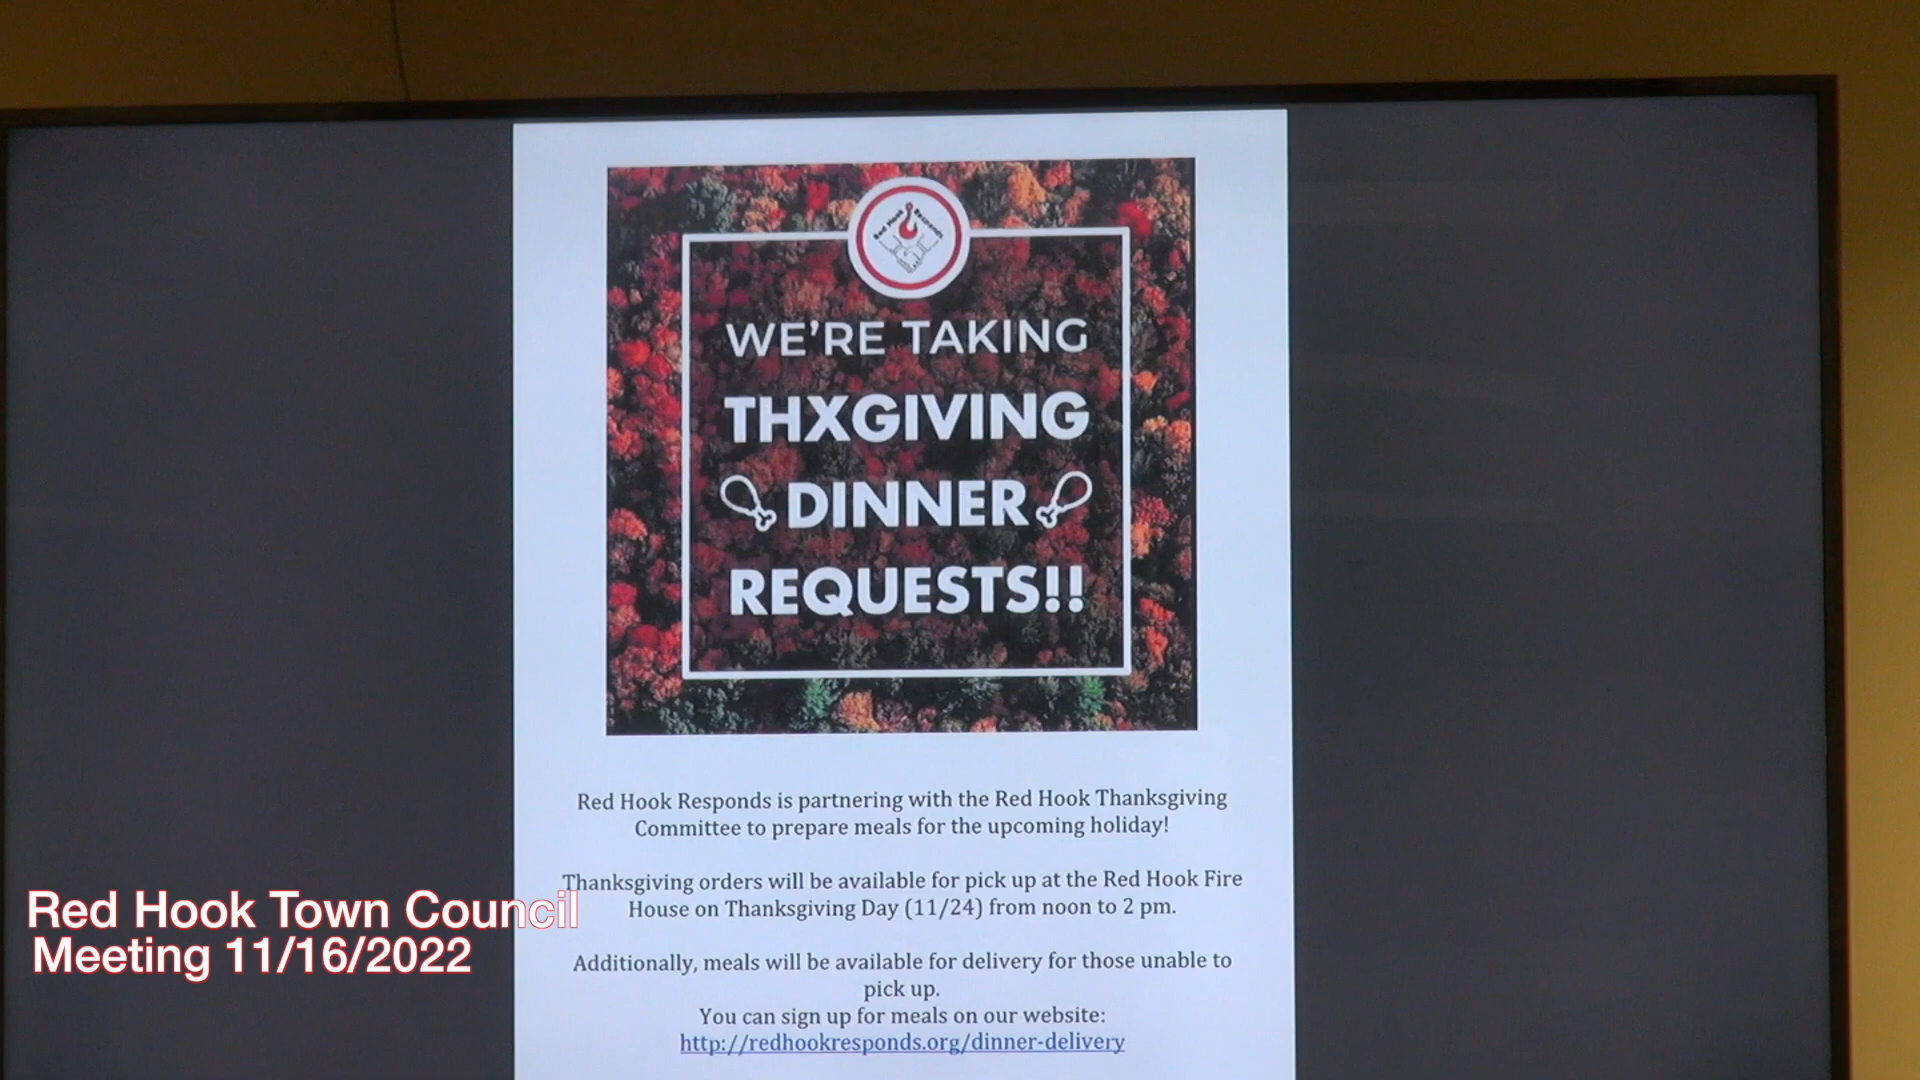 Red Hook Responds
WE'RE TAKING
THXGIVING
DINNER
REQUESTS!!
Red Hook Responds is partnering with the Red Hook Thanksgiving
Committee to prepare meals for the upcoming holiday!
Thanksgiving orders will be available for pick up at the Red Hook Fire
House on Thanksgiving Day (11/24) from noon to 2 pm.
Additionally, meals will be available for delivery for those unable to
pick up.
You can sign up for meals on our website:
http://redhookresponds.org/dinner-delivery
Red Hook Town Council
Meeting 11/16/2022